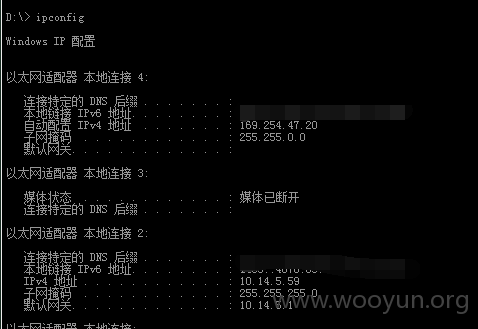 D:\> ipconfig
Windows IP 配置
以太网适配器 本地连接 4:
连接特定的 DNS 后缀 . . . . . . . :
本地链接 IPv6 地址. . . . . . . . :
自动配置 IPv4 地址 . . . . . . . : 169.254.47.20
子网掩码 . . . . . . . . . . . . : 255.255.0.0
默认网关. . . . . . . . . . . . . :
以太网适配器 本地连接 3:
媒体状态 . . . . . . . . . . . . : 媒体已断开
连接特定的 DNS 后缀 . . . . . . . :
以太网适配器 本地连接 2:
连接特定的 DNS 后缀 . . . . . . . :
本地链接 IPv6 地址. . . . . . . . :
IPv4 地址 . . . . . . . . . . . . : 10.14.5.59
子网掩码 . . . . . . . . . . . . : 255.255.255.0
默认网关. . . . . . . . . . . . . : 10.14.5.1
www.wooyun.org
以太网适配器 本地连接: